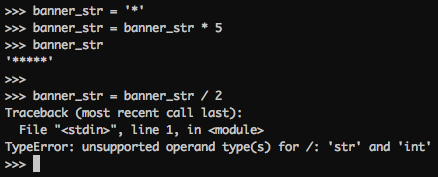 >>> banner_str = '*'
>>> banner_str = banner_str * 5
>>> banner_str
'*****'
>>>
>>> banner_str = banner_str / 2
Traceback (most recent call last):
  File "<stdin>", line 1, in <module>
TypeError: unsupported operand type(s) for /: 'str' and 'int'
>>>